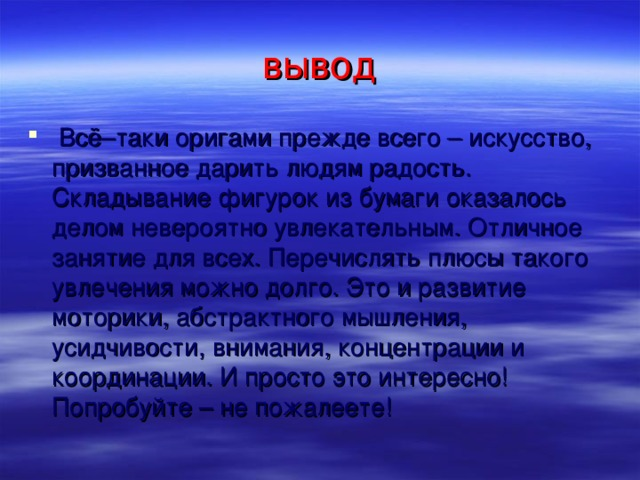 ВЫВОД
Всё–таки оригами прежде всего – искусство,
призванное дарить людям радость.
Складывание фигурок из бумаги оказалось
делом невероятно увлекательным. Отличное
занятие для всех. Перечислять плюсы такого
увлечения можно долго. Это и развитие
моторики, абстрактного мышления,
усидчивости, внимания, концентрации и
координации. И просто это интересно!
Попробуйте – не пожалеете!